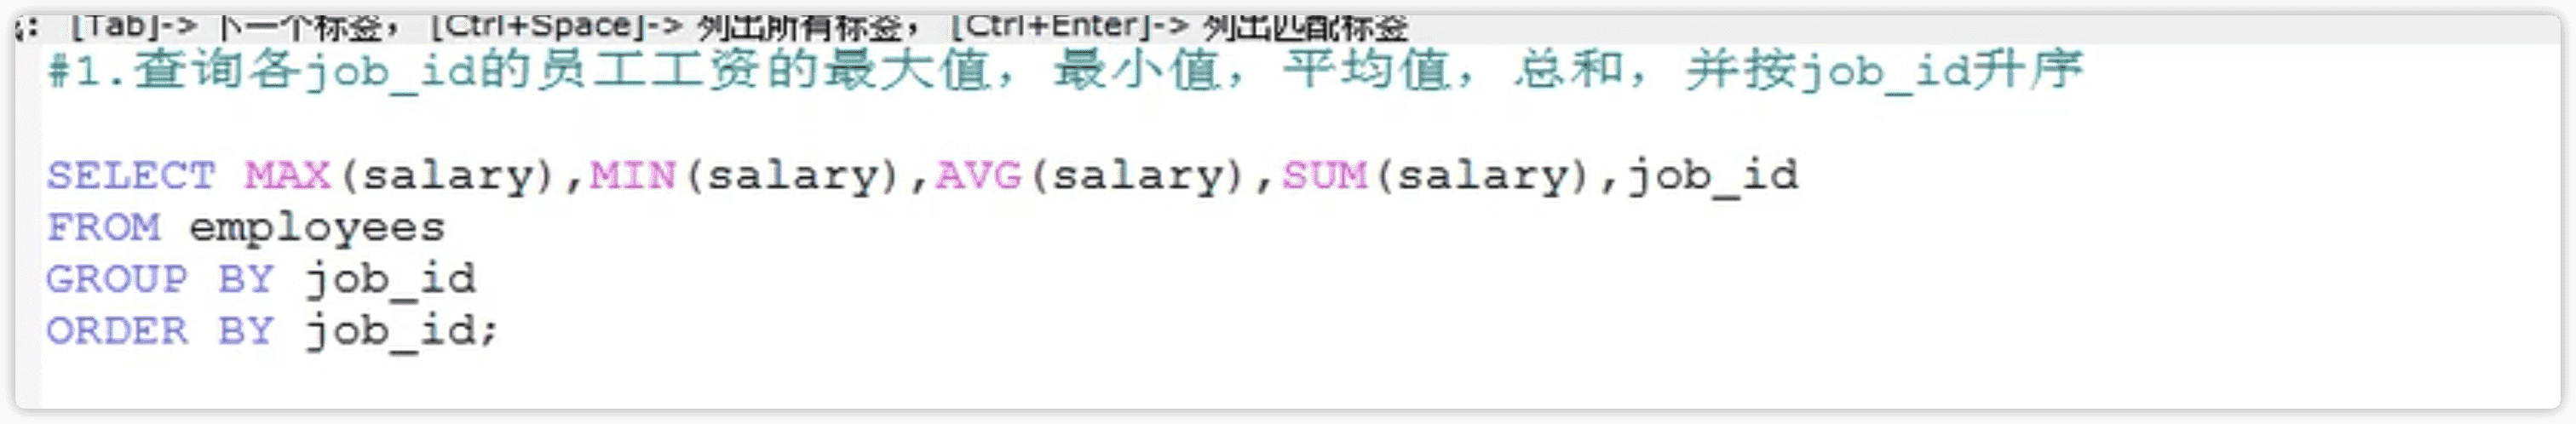 : [Tab]-> 下一个标签， [Ctrl+Space]-> 列出所有标签， [Ctrl+Enter]-> 列出匹配标签
#1.查询各job_id的员工工资的最大值，最小值，平均值，总和，并按job_id升序
SELECT MAX(salary),MIN(salary),AVG(salary),SUM(salary),job_id
FROM employees
GROUP BY job_id
ORDER BY job_id;